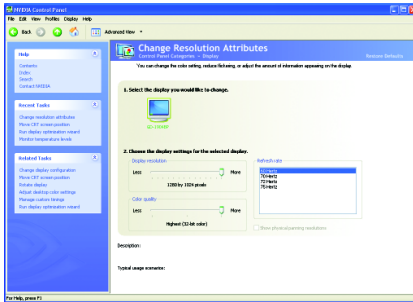 NVIDIA Control Panel
File Edit View Profiles Display Help
Back
Advanced View
Help
Contents
Index
Search
Contact NVIDIA
Recent Tasks
Change resolution attributes
Move CRT screen position
Run display optimization wizard
Monitor temperature levels
Related Tasks
Change display configuration
Move CRT screen position
Rotate display
Adjust desktop color settings
Manage custom timings
Run display optimization wizard
Change Resolution Attributes
Control Panel Categories - Display
Restore Defaults
You can change the color setting, reduce flickering, or adjust the amount of information appearing on the display.
1. Select the display you would like to change.
2. Choose the display settings for the selected display.
Display resolution
Less
More
1280 by 1024 pixels
Color quality
Less
More
Highest (32-bit color)
Refresh rate
60 Hertz
70 Hertz
72 Hertz
75 Hertz
Show physical panning resolutions
Description:
Typical usage scenarios:
For Help, press F1